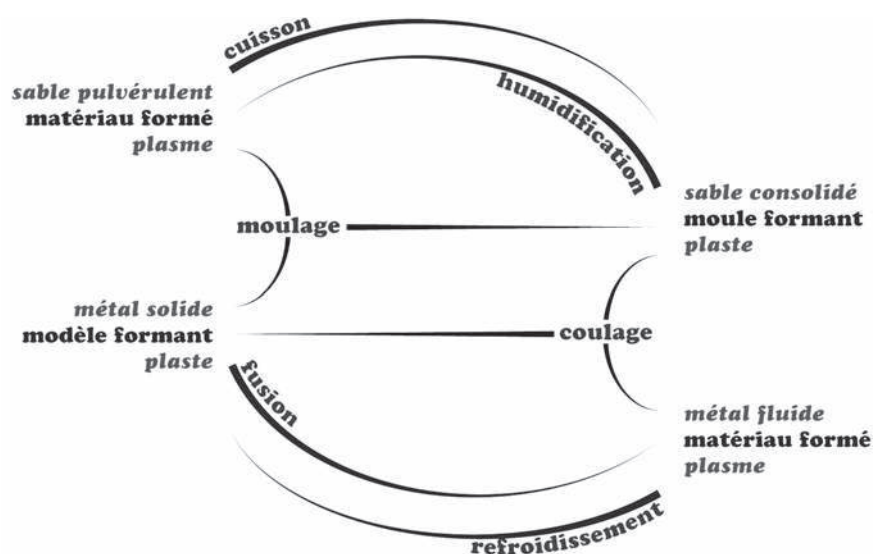 cuisson
humidification
sable pulvérulent
matériau formé
plasme
sable consolidé
moule formant
plaste
moulage
métal solide
modèle formant
plaste
coulage
fusion
métal fluide
matériau formé
plasme
refroidissement